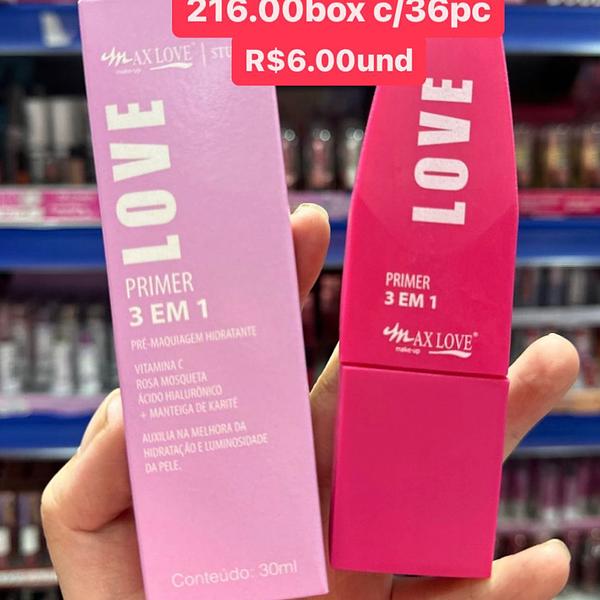 216.00box c/36pc
R$6.00und
MAX LOVE® | STU
make-up
LOVE
PRIMER
3 EM 1
PRÉ-MAQUIAGEM HIDRATANTE
VITAMINA C
ROSA MOSQUETA
ÁCIDO HIALURÔNICO
+ MANTEIGA DE KARITÉ
AUXILIA NA MELHORA DA
HIDRATAÇÃO E LUMINOSIDADE
DA PELE.
Conteúdo: 30ml
LOVE
PRIMER
3 EM 1
MAX LOVE®
make-up